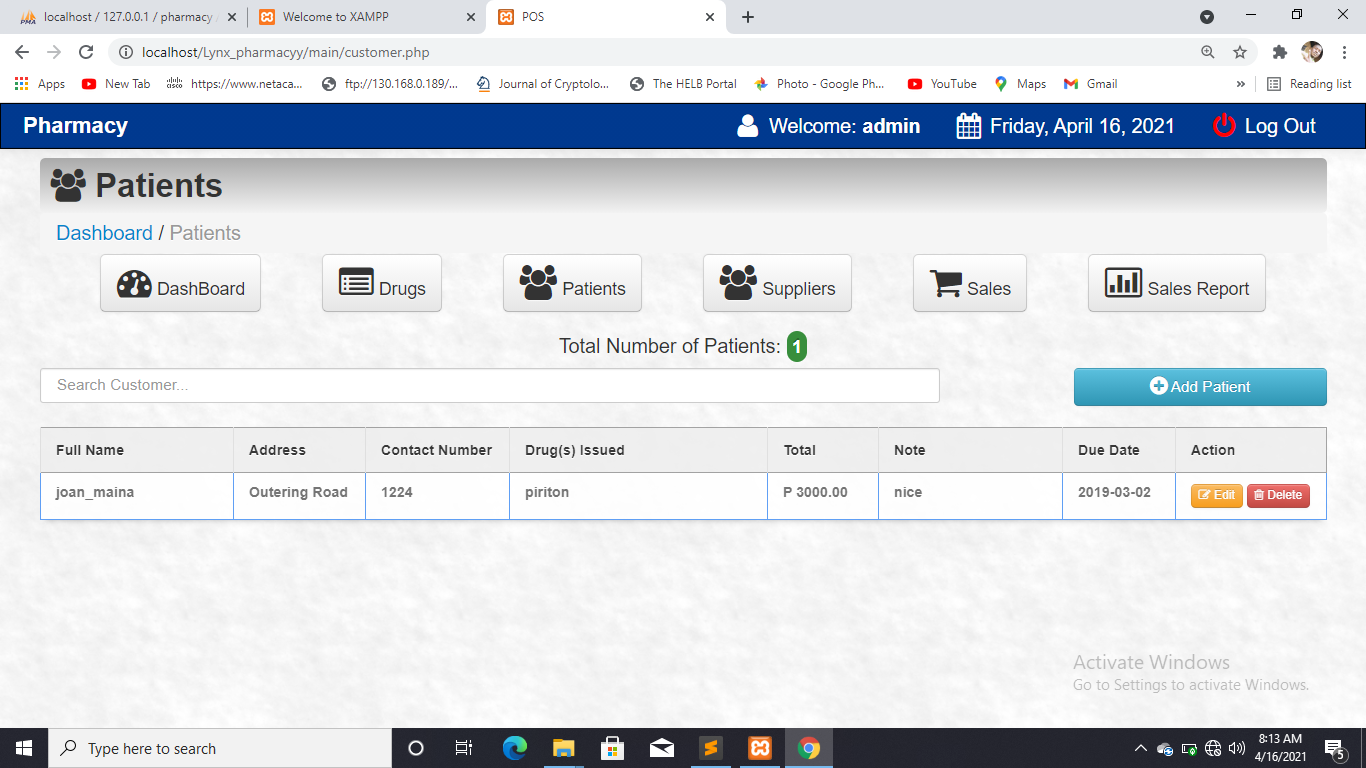 localhost / 127.0.0.1 / pharmacy
Welcome to XAMPP
POS
localhost/Lynx_pharmacyy/main/customer.php
Apps
New Tab
https://www.netaca...
ftp://130.168.0.189/...
Journal of Cryptolo...
The HELB Portal
Photo - Google Ph...
YouTube
Maps
Gmail
»
Reading list
Pharmacy
Welcome: admin
Friday, April 16, 2021
Log Out
Patients
Dashboard / Patients
DashBoard
Drugs
Patients
Suppliers
Sales
Sales Report
Total Number of Patients: 1
Search Customer...
Add Patient
Full Name Address Contact Number Drug(s) Issued Total Note Due Date Action
joan_maina Outering Road 1224 piriton P 3000.00 nice 2019-03-02 Edit Delete
Activate Windows
Go to Settings to activate Windows.
Type here to search
8:13 AM
4/16/2021
5